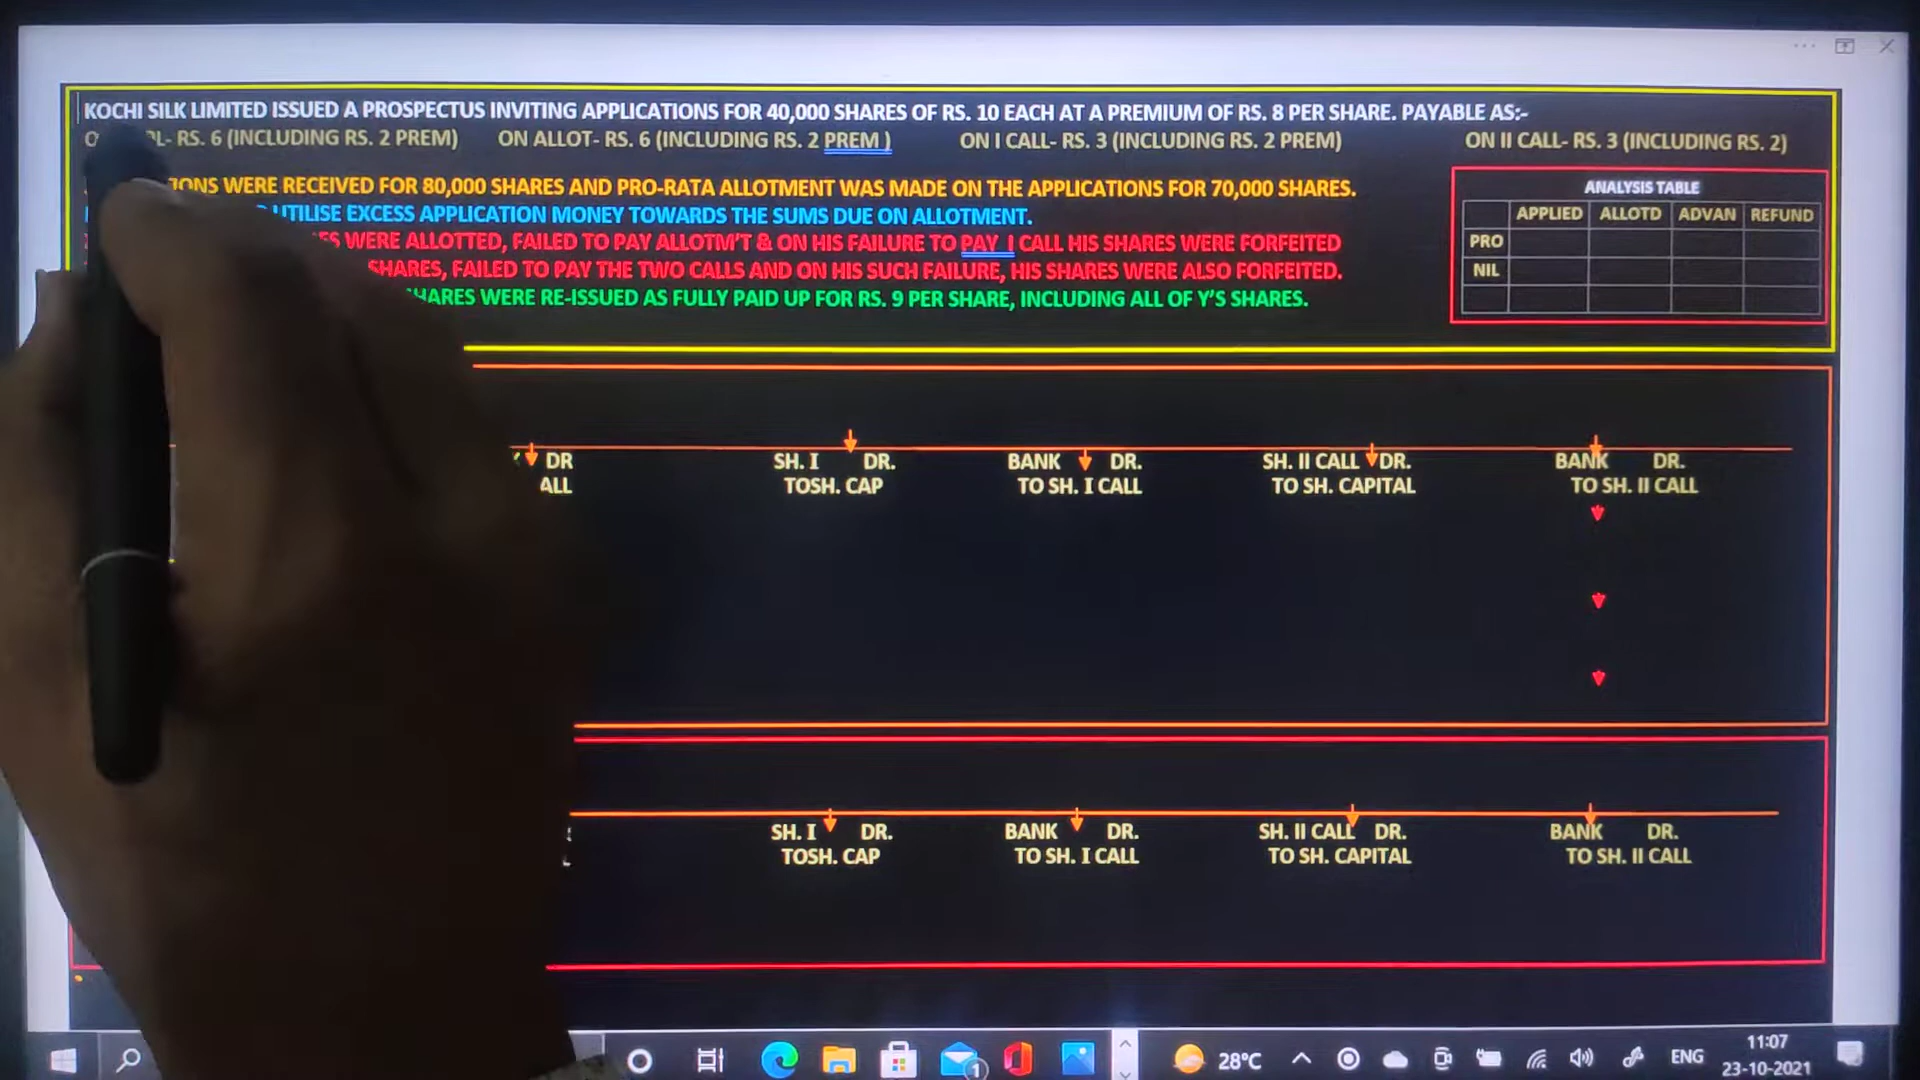 KOCHI SILK LIMITED ISSUED A PROSPECTUS INVITING APPLICATIONS FOR 40,000 SHARES OF RS. 10 EACH AT A PREMIUM OF RS. 8 PER SHARE. PAYABLE AS:-
RS. 6 (INCLUDING RS. 2 PREM) ON ALLOT- RS. 6 (INCLUDING RS. 2 PREM ) ON I CALL- RS. 3 (INCLUDING RS. 2 PREM) ON II CALL- RS. 3 (INCLUDING RS. 2)
WERE RECEIVED FOR 80,000 SHARES AND PRO-RATA ALLOTMENT WAS MADE ON THE APPLICATIONS FOR 70,000 SHARES.
UTILISE EXCESS APPLICATION MONEY TOWARDS THE SUMS DUE ON ALLOTMENT.
WERE ALLOTTED, FAILED TO PAY ALLOTM'T & ON HIS FAILURE TO PAY I CALL HIS SHARES WERE FORFEITED
SHARES, FAILED TO PAY THE TWO CALLS AND ON HIS SUCH FAILURE, HIS SHARES WERE ALSO FORFEITED.
SHARES WERE RE-ISSUED AS FULLY PAID UP FOR RS. 9 PER SHARE, INCLUDING ALL OF Y'S SHARES.
ANALYSIS TABLE
APPLIED ALLOTD ADVAN REFUND
PRO
NIL
DR SH. I DR. BANK DR. SH. II CALL DR. BANK DR.
ALL TOSH. CAP TO SH. I CALL TO SH. CAPITAL TO SH. II CALL
SH. I DR. BANK DR. SH. II CALL DR. BANK DR.
TOSH. CAP TO SH. I CALL TO SH. CAPITAL TO SH. II CALL
1 28°C ENG 11:07
23-10-2021